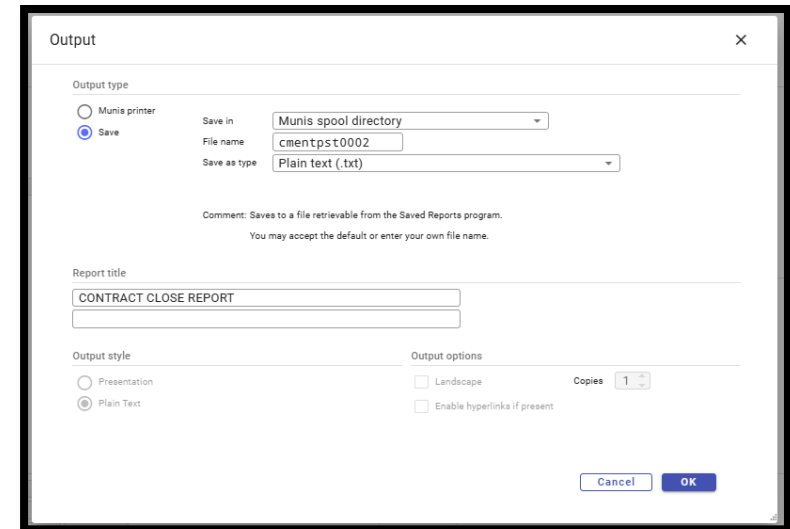 Output
Output type
Munis printer
Save
Save in Munis spool directory
File name cmentpst0002
Save as type Plain text (.txt)
Comment: Saves to a file retrievable from the Saved Reports program.
You may accept the default or enter your own file name.
Report title
CONTRACT CLOSE REPORT
Output style
Presentation
Plain Text
Output options
Landscape
Copies 1
Enable hyperlinks if present
Cancel OK